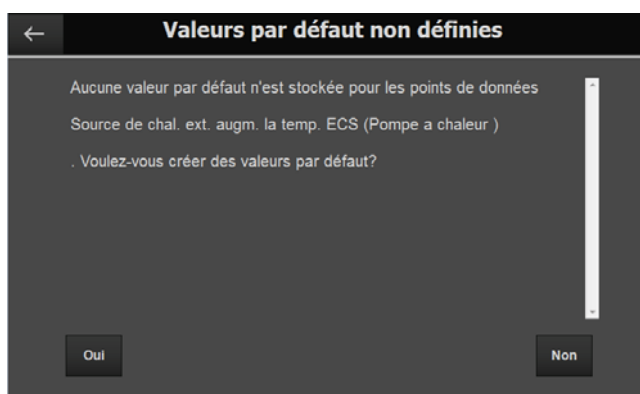 Valeurs par défaut non définies
Aucune valeur par défaut n'est stockée pour les points de données
Source de chal. ext. augm. la temp. ECS (Pompe a chaleur )
. Voulez-vous créer des valeurs par défaut?
Oui
Non